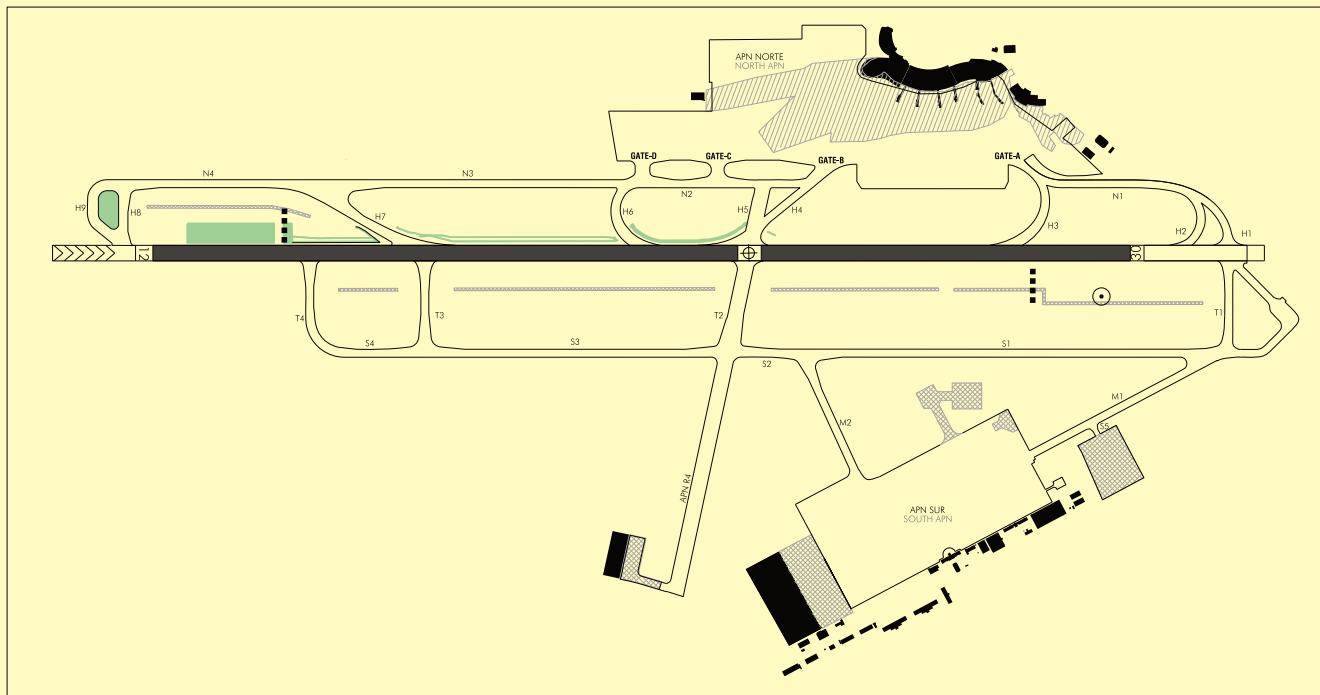 APN NORTE
NORTH APN
GATE-D
GATE-C
GATE-B
GATE-A
N4
N3
N2
N1
H9
H8
H7
H6
H5
H4
H3
H2
H1
12
30
T4
T3
T2
T1
S4
S3
S2
S1
M2
M1
S5
APN R4
APN SUR
SOUTH APN